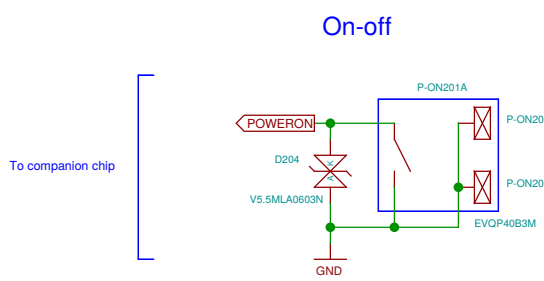 On-off
P-ON201A
POWERON
P-ON20
D204
A K
To companion chip
P-ON20
V5.5MLA0603N
EVQP40B3M
GND